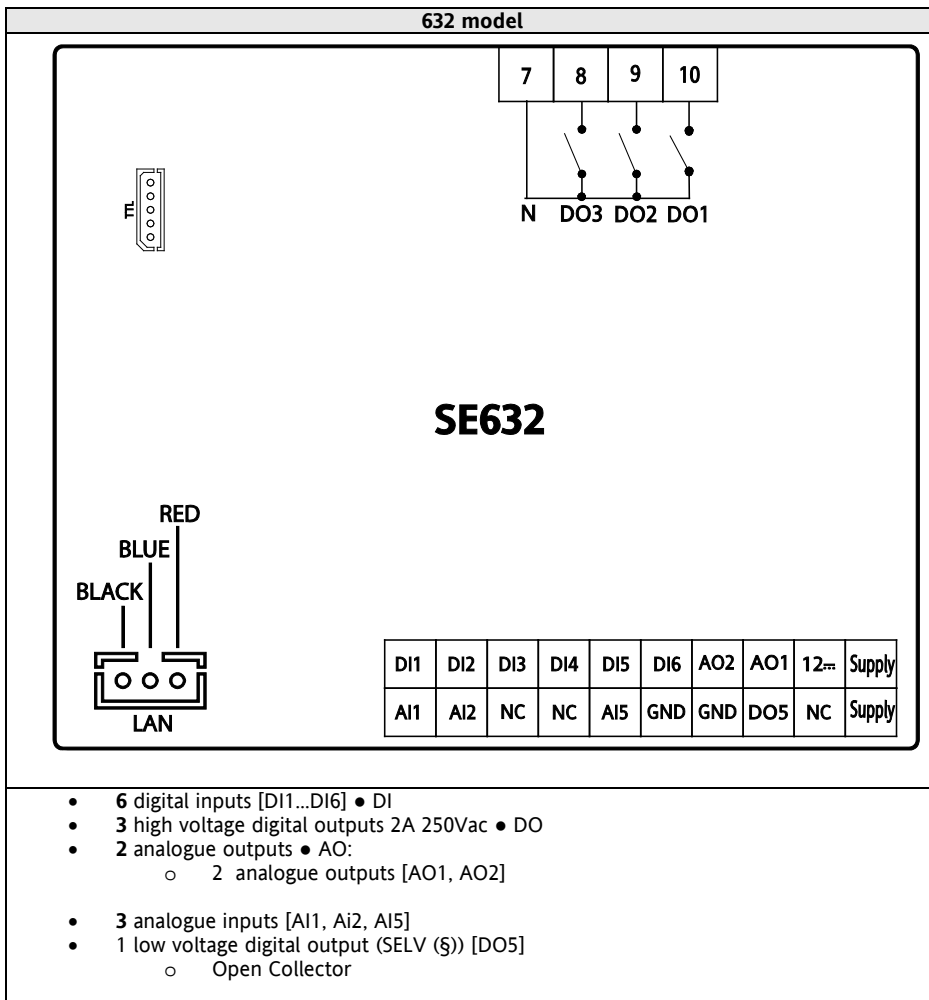 632 model
7 8 9 10
TTL
N DO3 DO2 DO1
SE632
RED
BLUE
BLACK
LAN
DI1 DI2 DI3 DI4 DI5 DI6 AO2 AO1 12⎓ Supply
AI1 AI2 NC NC AI5 GND GND DO5 NC Supply
• 6 digital inputs [DI1...DI6] ● DI
• 3 high voltage digital outputs 2A 250Vac ● DO
• 2 analogue outputs ● AO:
o 2 analogue outputs [AO1, AO2]
• 3 analogue inputs [AI1, Ai2, AI5]
• 1 low voltage digital output (SELV (§)) [DO5]
o Open Collector